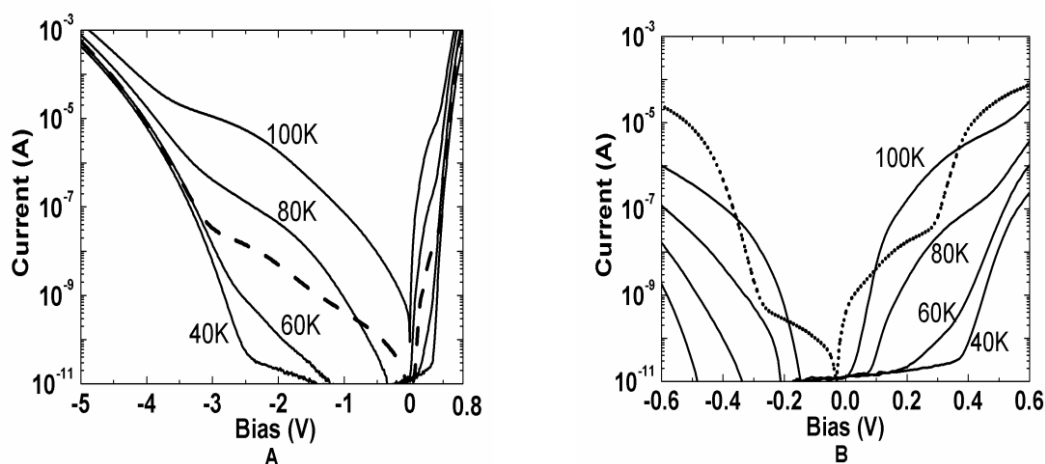 10^-3
10^-5
10^-7
10^-9
10^-11
Current (A)
100K
80K
60K
40K
-5 -4 -3 -2 -1 0 0.8
Bias (V)
A
10^-3
10^-5
10^-7
10^-9
10^-11
Current (A)
100K
80K
60K
40K
-0.6 -0.4 -0.2 0.0 0.2 0.4 0.6
Bias (V)
B